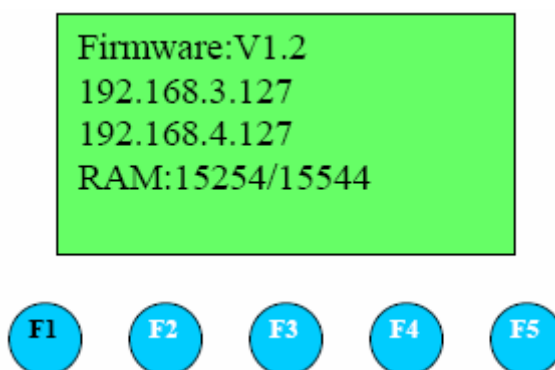 Firmware:V1.2
192.168.3.127
192.168.4.127
RAM:15254/15544
F1 F2 F3 F4 F5